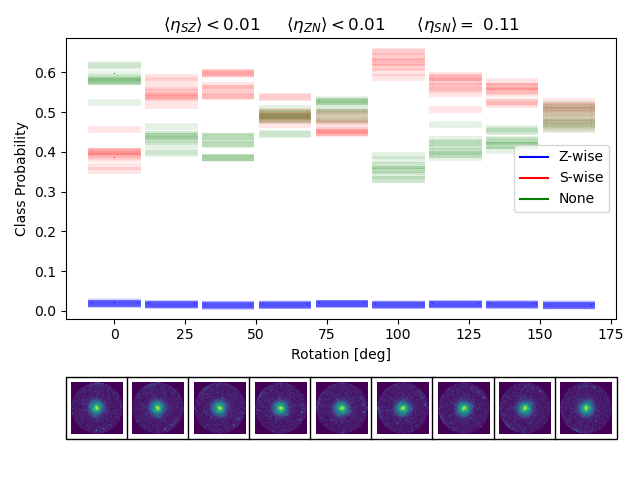 ⟨η_SZ⟩ < 0.01 ⟨η_ZN⟩ < 0.01 ⟨η_SN⟩ = 0.11
Class Probability
0.6
0.5
0.4
0.3
0.2
0.1
0.0
Z-wise
S-wise
None
0 25 50 75 100 125 150 175
Rotation [deg]